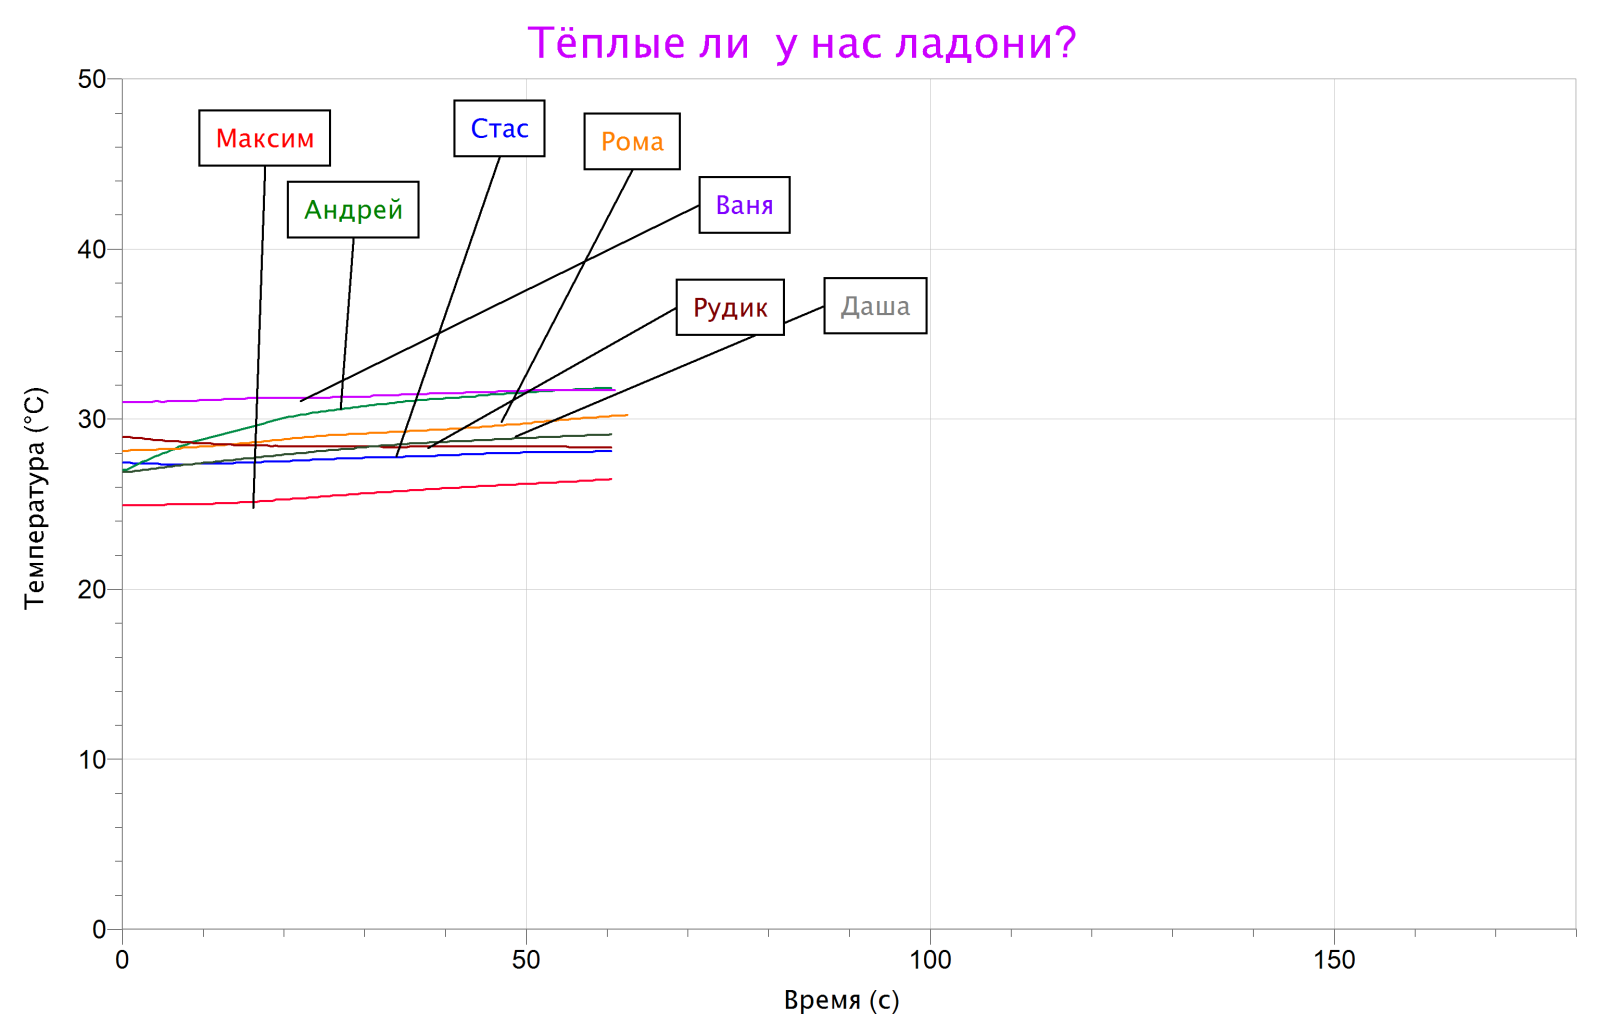 Тёплые ли  у нас ладони?
50
Максим
Стас
Рома
Андрей
Ваня
40
Рудик
Даша
30
Температура (°C)
20
10
0
0 50 100 150
Время (с)